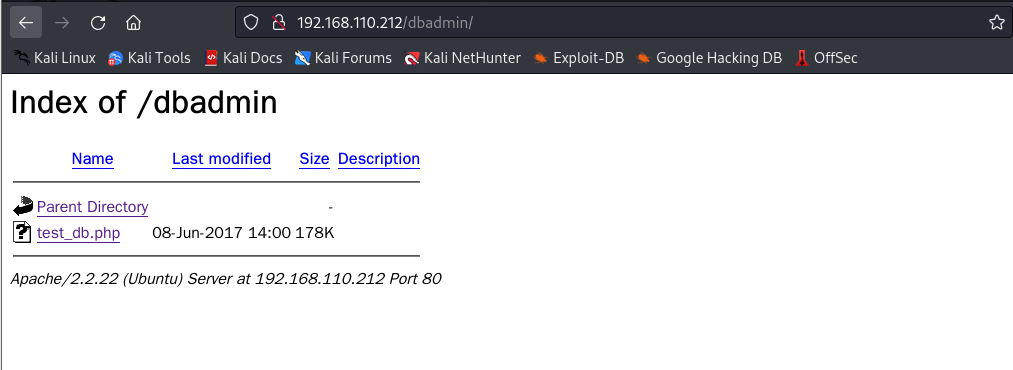 192.168.110.212/dbadmin/
Kali Linux Kali Tools Kali Docs Kali Forums Kali NetHunter Exploit-DB Google Hacking DB OffSec
Index of /dbadmin
Name Last modified Size Description
Parent Directory -
test_db.php 08-Jun-2017 14:00 178K
Apache/2.2.22 (Ubuntu) Server at 192.168.110.212 Port 80